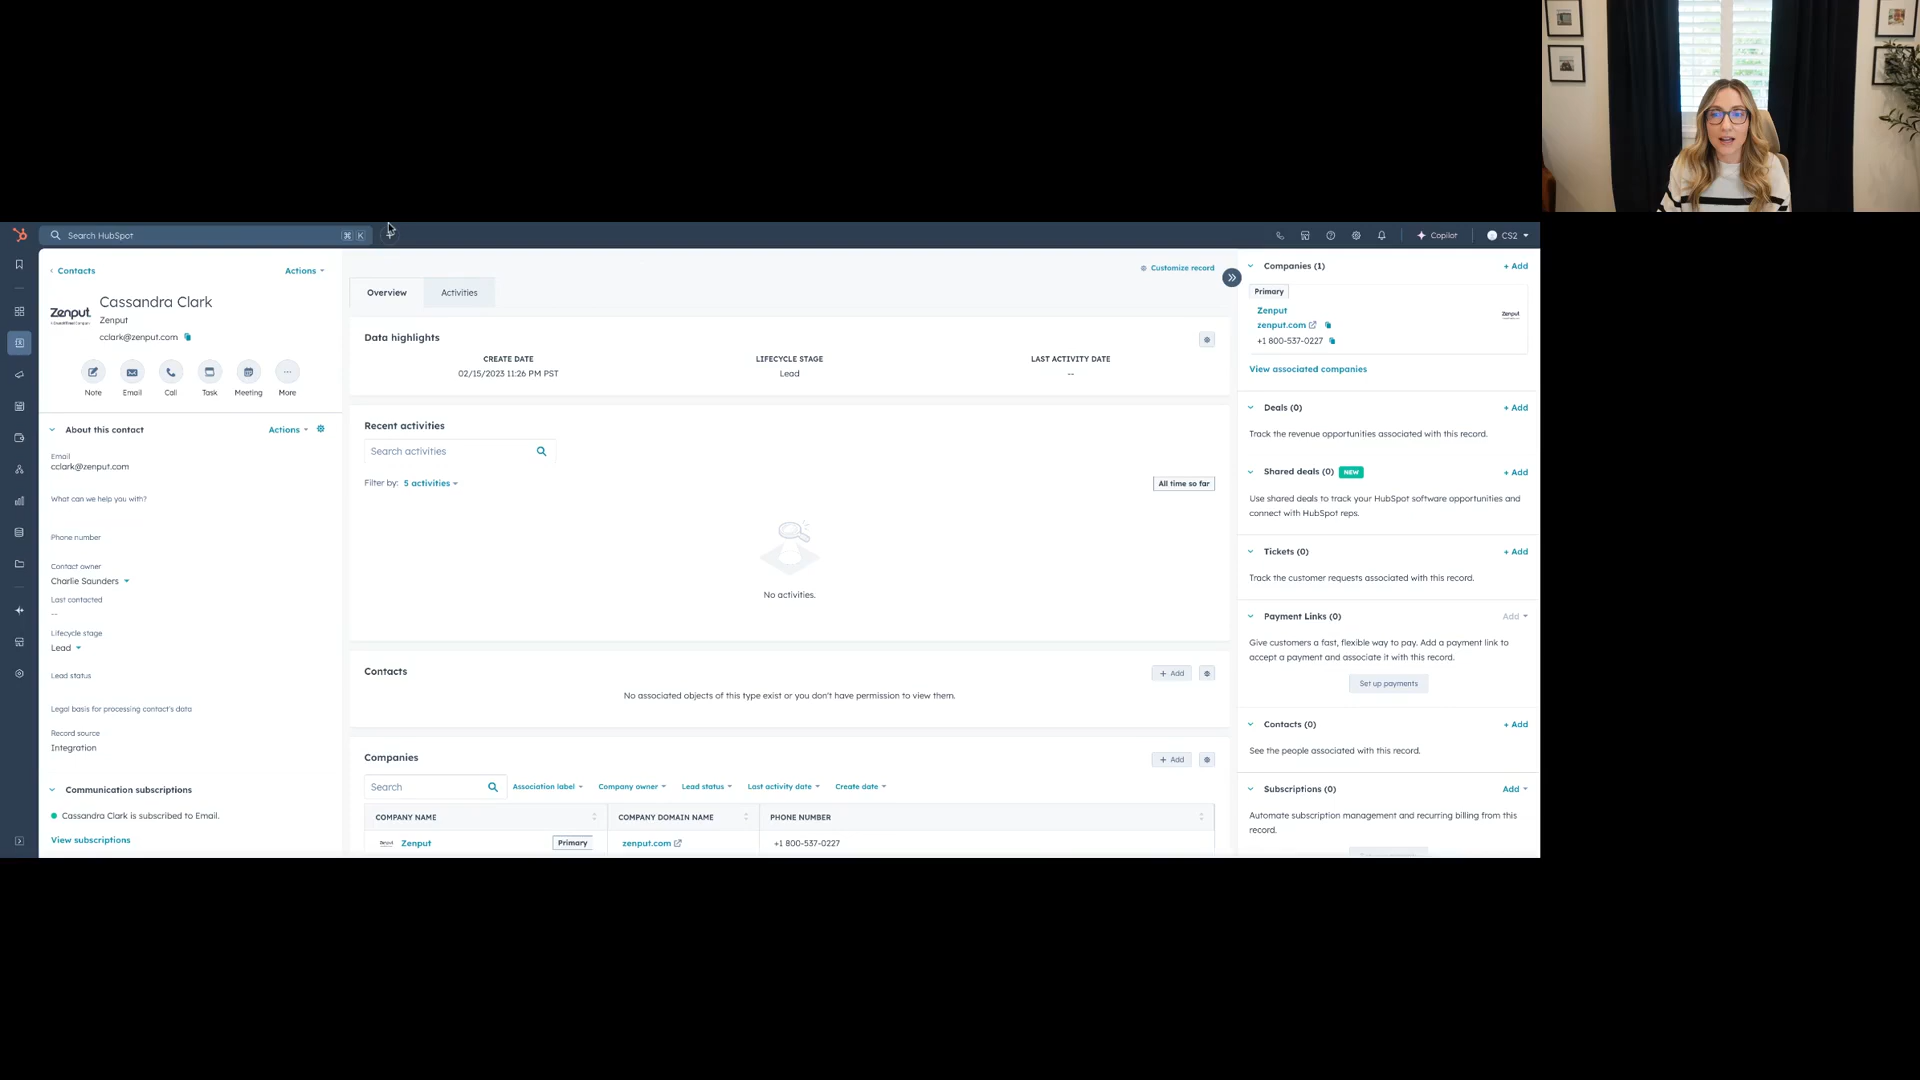 Search HubSpot
⌘ K
Copilot
CS2
Contacts
Actions
Zenput
Cassandra Clark
Zenput
cclark@zenput.com
Note
Email
Call
Task
Meeting
More
About this contact
Actions
Email
cclark@zenput.com
What can we help you with?
Phone number
Contact owner
Charlie Saunders
Last contacted
--
Lifecycle stage
Lead
Lead status
Legal basis for processing contact's data
Record source
Integration
Communication subscriptions
Cassandra Clark is subscribed to Email.
View subscriptions
Customize record
Overview
Activities
Data highlights
CREATE DATE
02/15/2023 11:26 PM PST
LIFECYCLE STAGE
Lead
LAST ACTIVITY DATE
--
Recent activities
Search activities
Filter by: 5 activities
All time so far
No activities.
Contacts
+ Add
No associated objects of this type exist or you don't have permission to view them.
Companies
+ Add
Search
Association label
Company owner
Lead status
Last activity date
Create date
COMPANY NAME
COMPANY DOMAIN NAME
PHONE NUMBER
Zenput
Zenput
Primary
zenput.com
+1 800-537-0227
Companies (1)
+ Add
Primary
Zenput
zenput.com
+1 800-537-0227
Zenput
View associated companies
Deals (0)
+ Add
Track the revenue opportunities associated with this record.
Shared deals (0) NEW
+ Add
Use shared deals to track your HubSpot software opportunities and
connect with HubSpot reps.
Tickets (0)
+ Add
Track the customer requests associated with this record.
Payment Links (0)
Add
Give customers a fast, flexible way to pay. Add a payment link to
accept a payment and associate it with this record.
Set up payments
Contacts (0)
+ Add
See the people associated with this record.
Subscriptions (0)
Add
Automate subscription management and recurring billing from this
record.